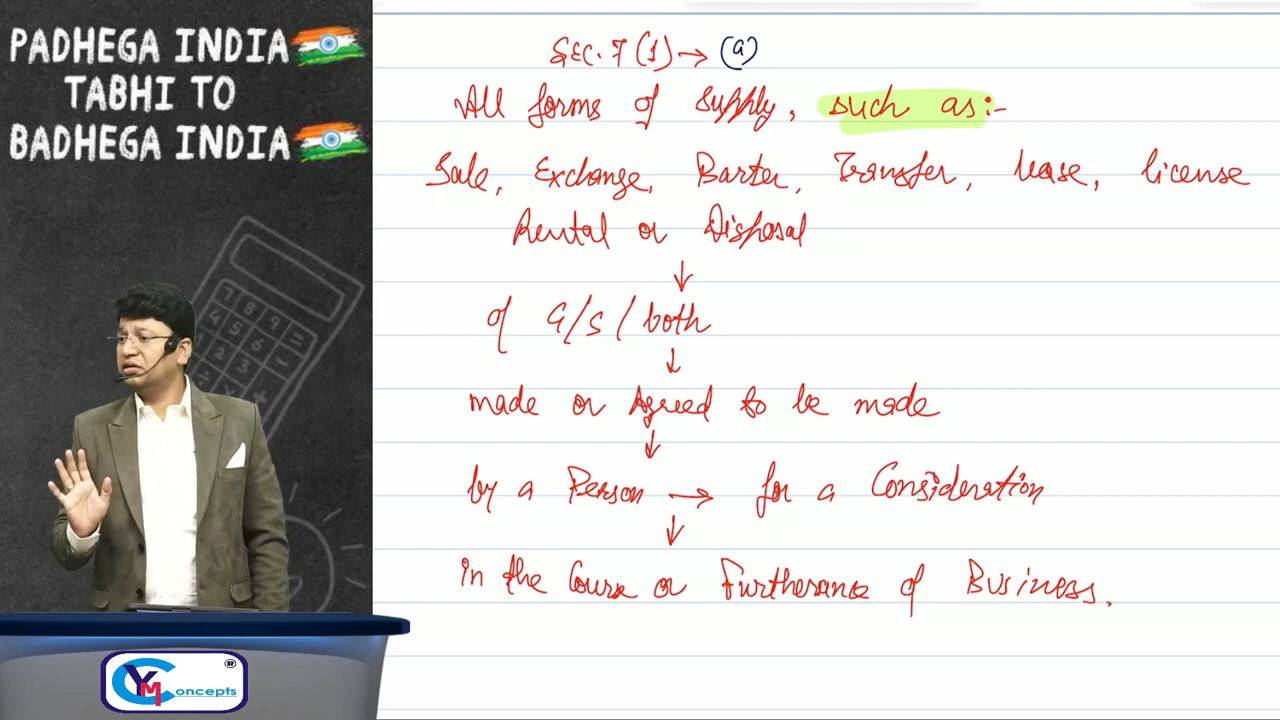 PADHEGA INDIA
TABHI TO
BADHEGA INDIA
SEC. 7 (1) → (a)
All forms of Supply, such as:-
Sale, Exchange, Barter, Transfer, lease, license
Rental or Disposal
↓
of G/S/both
↓
made or Agreed to be made
↓
by a Person → for a Consideration
↓
in the Course or Furtherance of Business.
YM Concepts ®